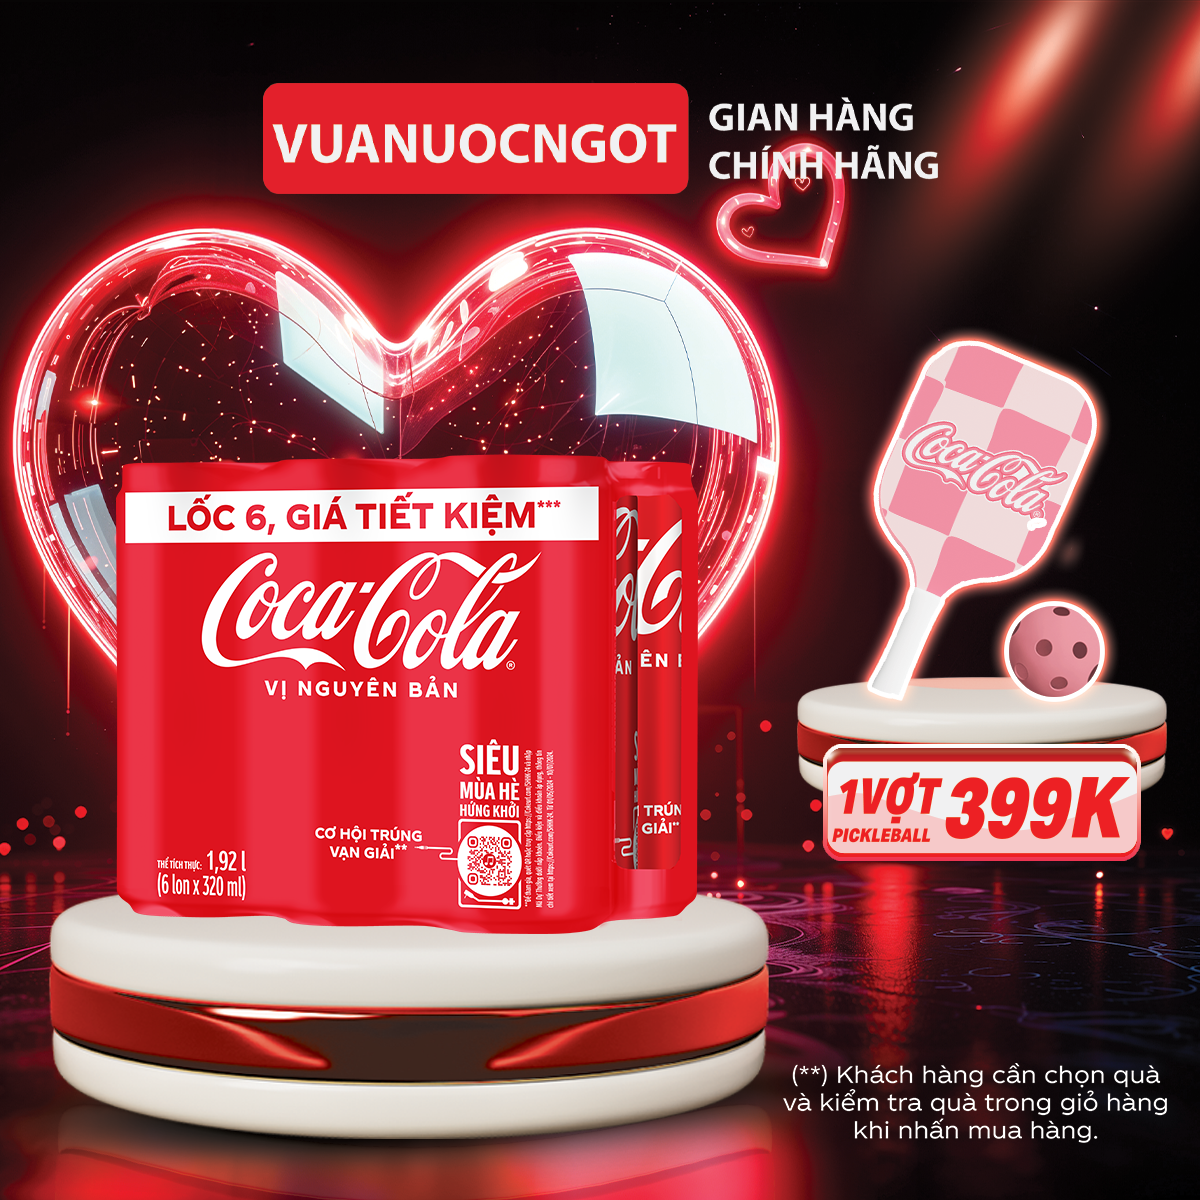 VUANUOCNGOT
GIAN HÀNG
CHÍNH HÃNG
LỐC 6, GIÁ TIẾT KIỆM***
Coca-Cola
VỊ NGUYÊN BẢN
SIÊU
MÙA HÈ
HỨNG KHỞI
CƠ HỘI TRÚNG
VẠN GIẢI**
THỂ TÍCH THỰC: 1,92 l
(6 lon x 320 ml)
ẢN
ÊN B
TRÚN
GIẢI**
Coca-Cola
1 VỢT
PICKLEBALL
399K
(**) Khách hàng cần chọn quà
và kiểm tra quà trong giỏ hàng
khi nhấn mua hàng.